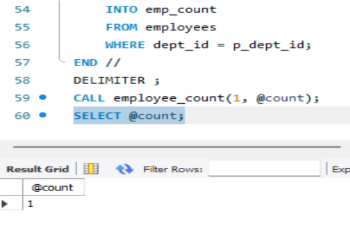 54 INTO emp_count
55 FROM employees
56 WHERE dept_id = p_dept_id;
57 END //
58 DELIMITER ;
59 CALL employee_count(1, @count);
60 SELECT @count;
Result Grid Filter Rows: Exp
@count
1